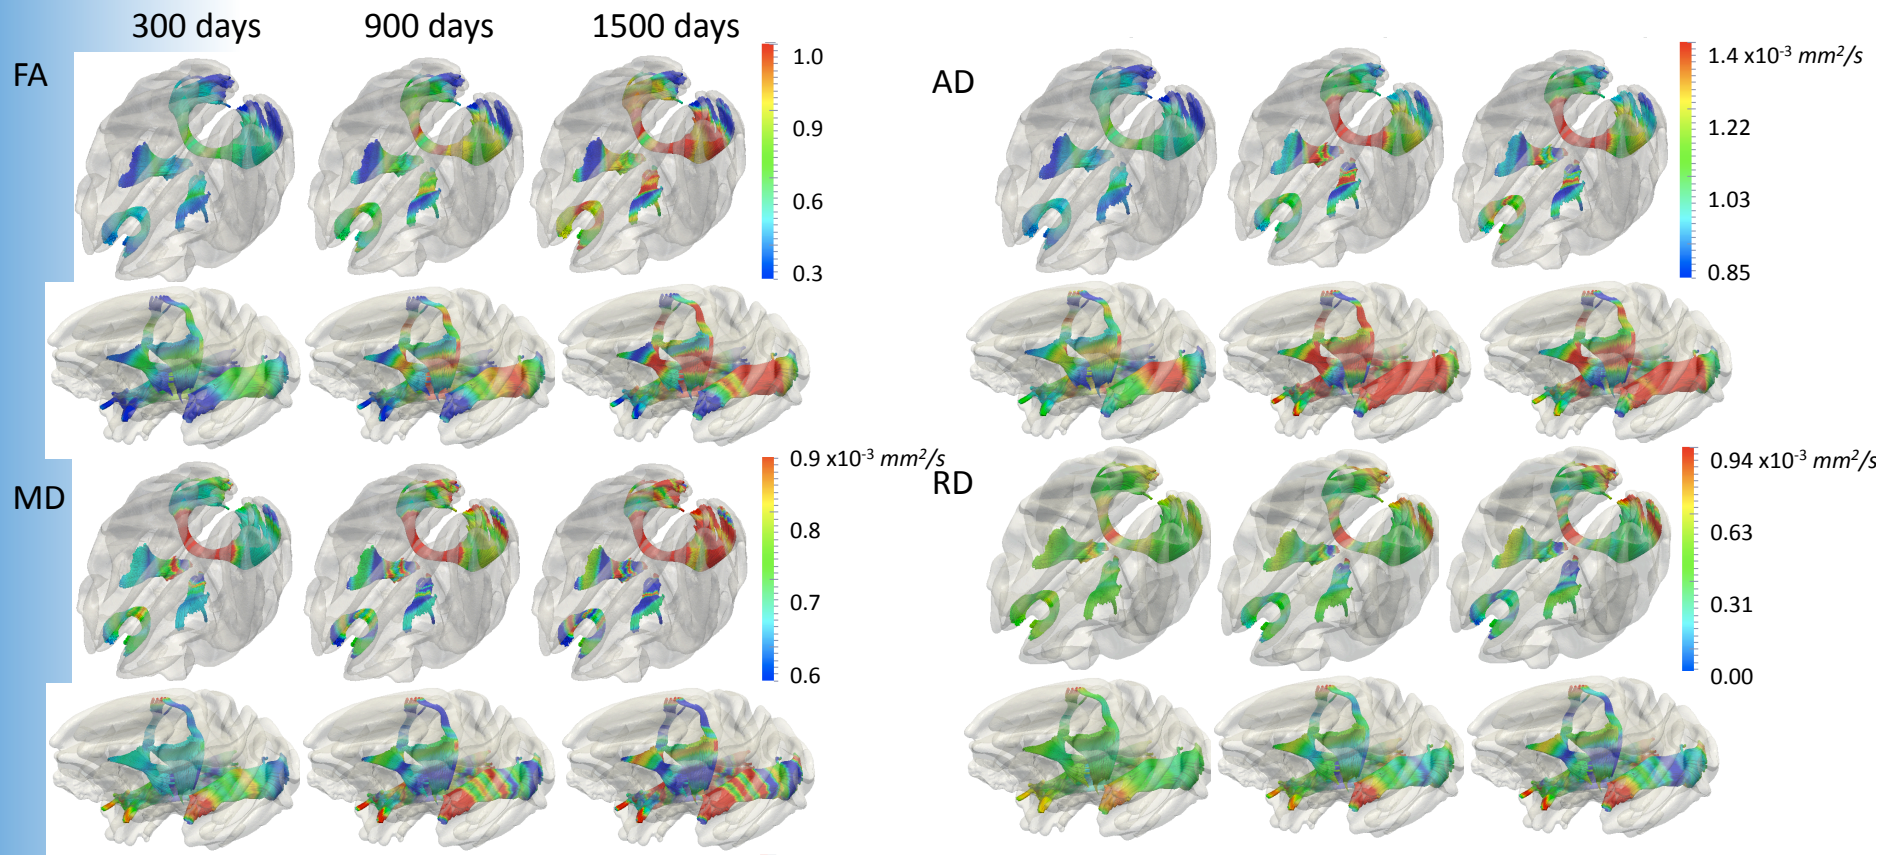 300 days 900 days 1500 days
FA
1.0
0.9
0.6
0.3
AD
1.4 x10⁻³ mm²/s
1.22
1.03
0.85
MD
0.9 x10⁻³ mm²/s
0.8
0.7
0.6
RD
0.94 x10⁻³ mm²/s
0.63
0.31
0.00